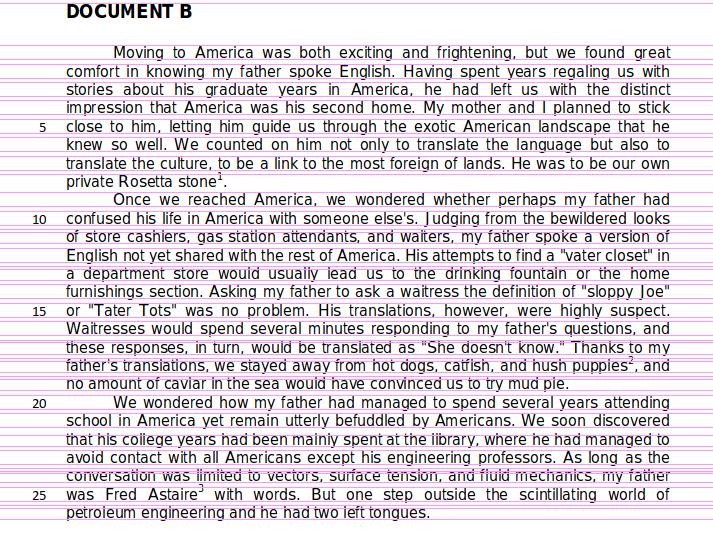 DOCUMENT B
Moving to America was both exciting and frightening, but we found great
comfort in knowing my father spoke English. Having spent years regaling us with
stories about his graduate years in America, he had left us with the distinct
impression that America was his second home. My mother and I planned to stick
5 close to him, letting him guide us through the exotic American landscape that he
knew so well. We counted on him not only to translate the language but also to
translate the culture, to be a link to the most foreign of lands. He was to be our own
private Rosetta stone¹.
Once we reached America, we wondered whether perhaps my father had
10 confused his life in America with someone else's. Judging from the bewildered looks
of store cashiers, gas station attendants, and waiters, my father spoke a version of
English not yet shared with the rest of America. His attempts to find a "vater closet" in
a department store would usually lead us to the drinking fountain or the home
furnishings section. Asking my father to ask a waitress the definition of "sloppy Joe"
15 or "Tater Tots" was no problem. His translations, however, were highly suspect.
Waitresses would spend several minutes responding to my father's questions, and
these responses, in turn, would be translated as "She doesn't know." Thanks to my
father's translations, we stayed away from hot dogs, catfish, and hush puppies², and
no amount of caviar in the sea would have convinced us to try mud pie.
20 We wondered how my father had managed to spend several years attending
school in America yet remain utterly befuddled by Americans. We soon discovered
that his college years had been mainly spent at the library, where he had managed to
avoid contact with all Americans except his engineering professors. As long as the
conversation was limited to vectors, surface tension, and fluid mechanics, my father
25 was Fred Astaire³ with words. But one step outside the scintillating world of
petroleum engineering and he had two left tongues.